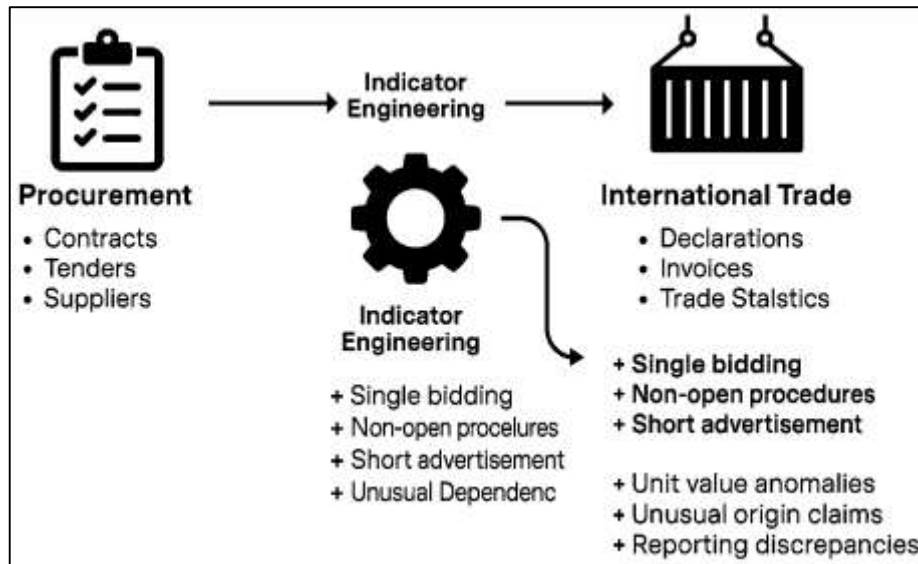 Indicator
Engineering
Procurement
• Contracts
• Tenders
• Suppliers
Indicator
Engineering
+ Single bidding
+ Non-open procelures
+ Short advertisement
+ Unusual Dependenc
International Trade
• Declarations
• Invoices
• Trade Stalstics
+ Single bidding
+ Non-open procedures
+ Short advertisement
+ Unit value anomalies
+ Unusual origin claims
+ Reporting discrepancies